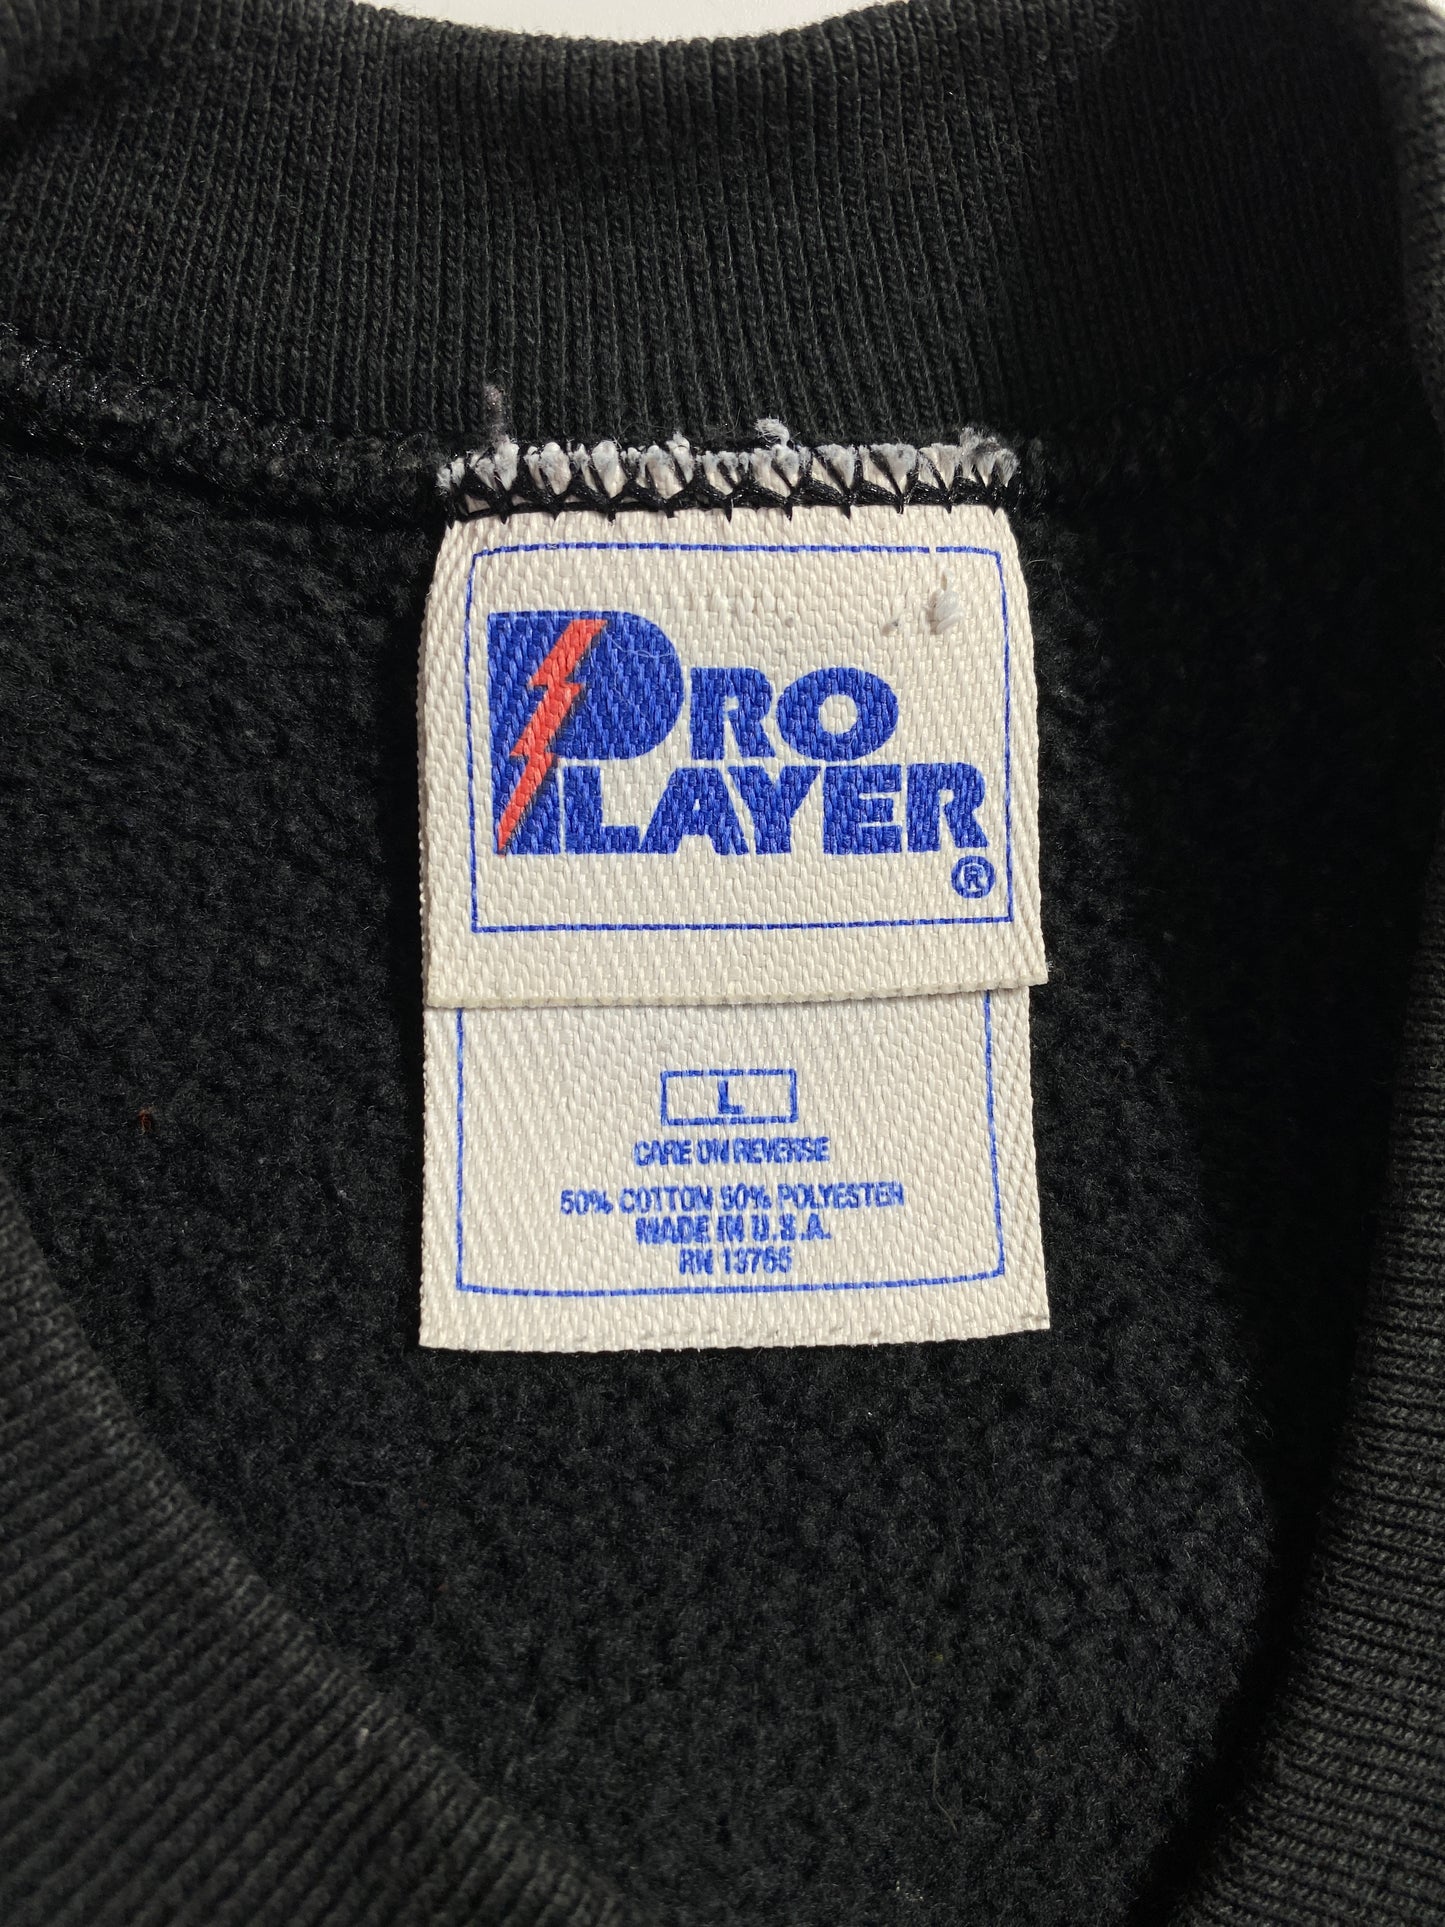 PRO
PLAYER
®
L
CARE ON REVERSE
50% COTTON 50% POLYESTER
MADE IN U.S.A.
RN 13765